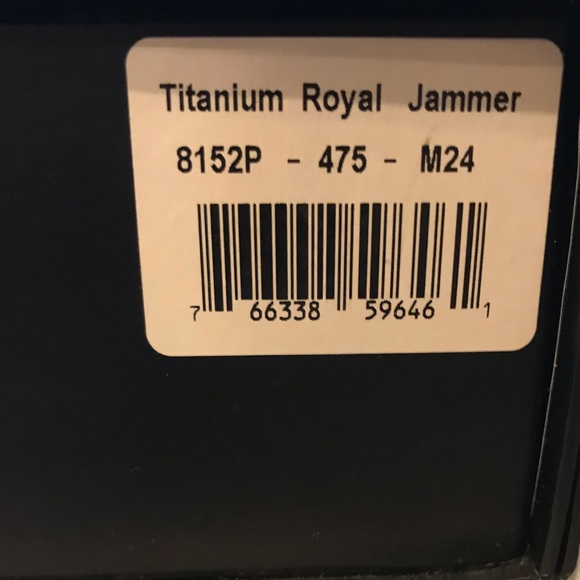 Titanium Royal Jammer
8152P - 475 - M24
7 66338 59646 1